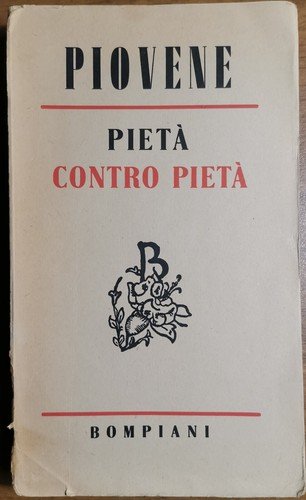 PIOVENE
PIETÀ
CONTRO PIETÀ
B
BOMPIANI